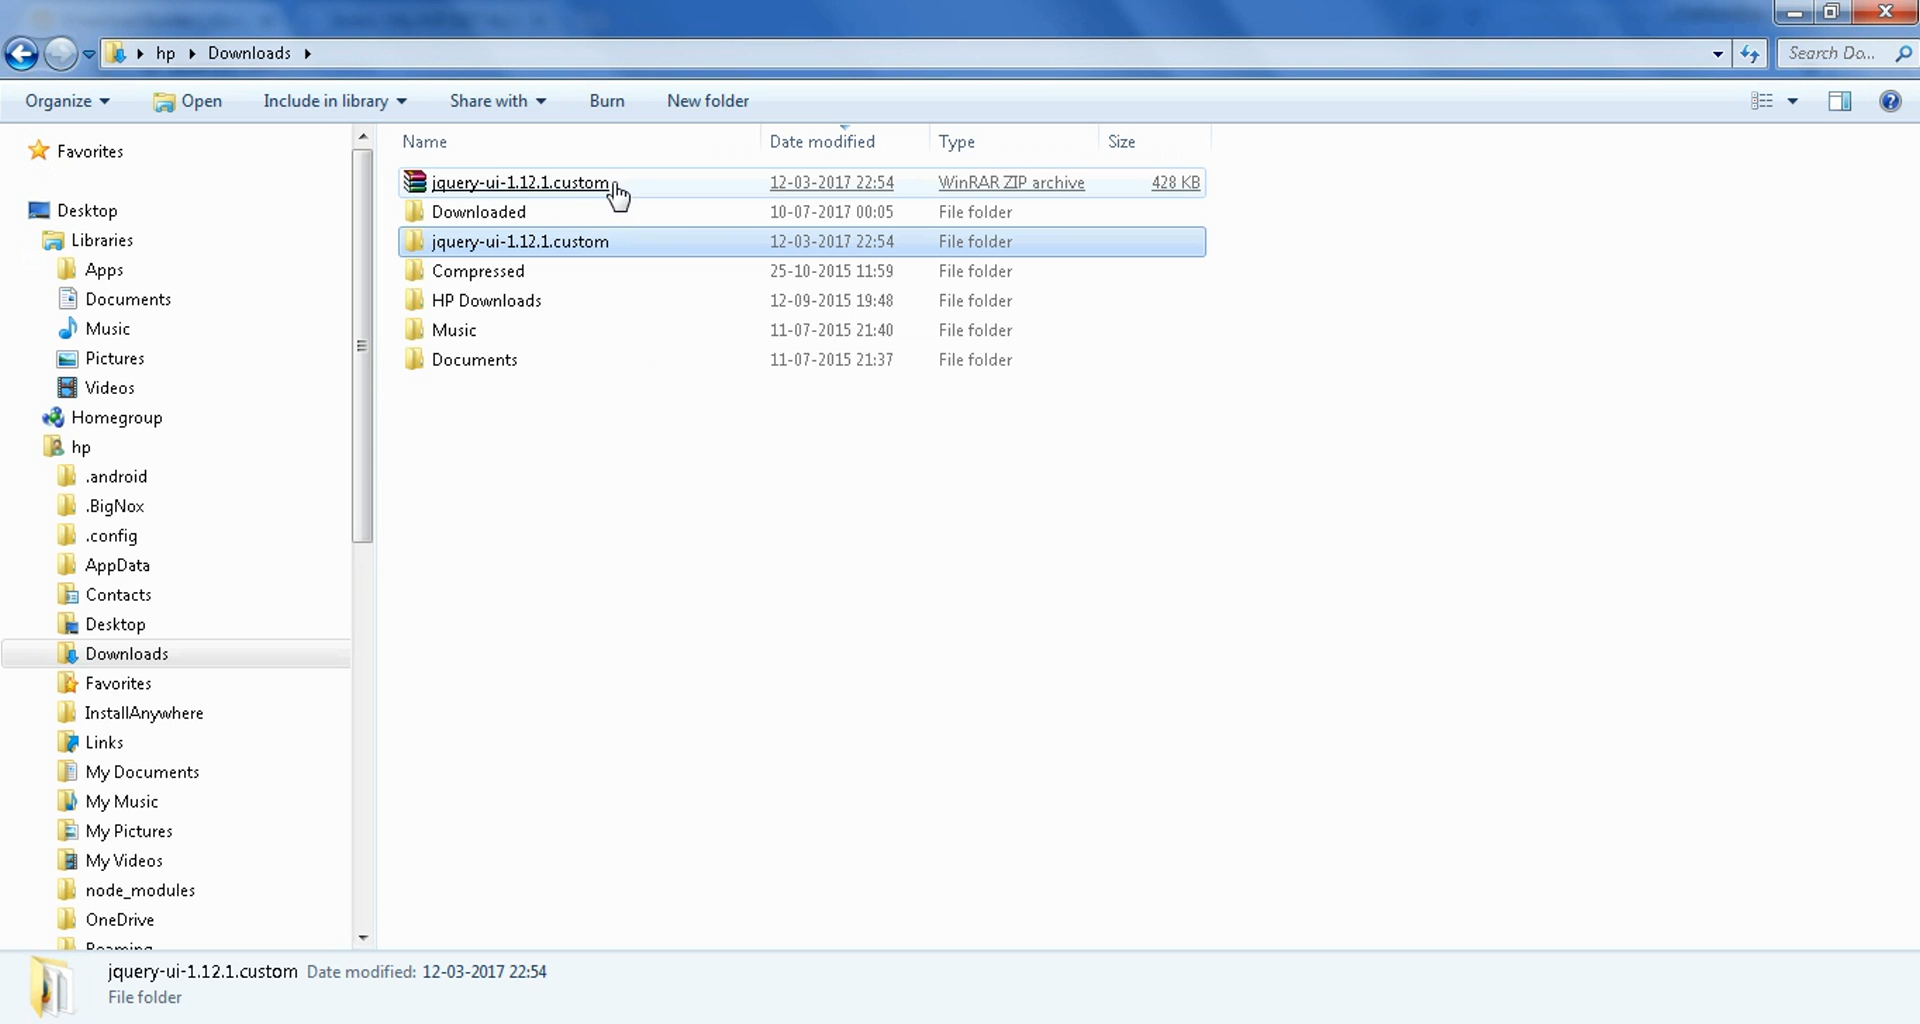 hp Downloads
Search Do...
Organize Open Include in library Share with Burn New folder
Name Date modified Type Size
jquery-ui-1.12.1.custom 12-03-2017 22:54 WinRAR ZIP archive 428 KB
Downloaded 10-07-2017 00:05 File folder
jquery-ui-1.12.1.custom 12-03-2017 22:54 File folder
Compressed 25-10-2015 11:59 File folder
HP Downloads 12-09-2015 19:48 File folder
Music 11-07-2015 21:40 File folder
Documents 11-07-2015 21:37 File folder
Favorites
Desktop
Libraries
Apps
Documents
Music
Pictures
Videos
Homegroup
hp
.android
.BigNox
.config
AppData
Contacts
Desktop
Downloads
Favorites
InstallAnywhere
Links
My Documents
My Music
My Pictures
My Videos
node_modules
OneDrive
Roaming
jquery-ui-1.12.1.custom Date modified: 12-03-2017 22:54
File folder